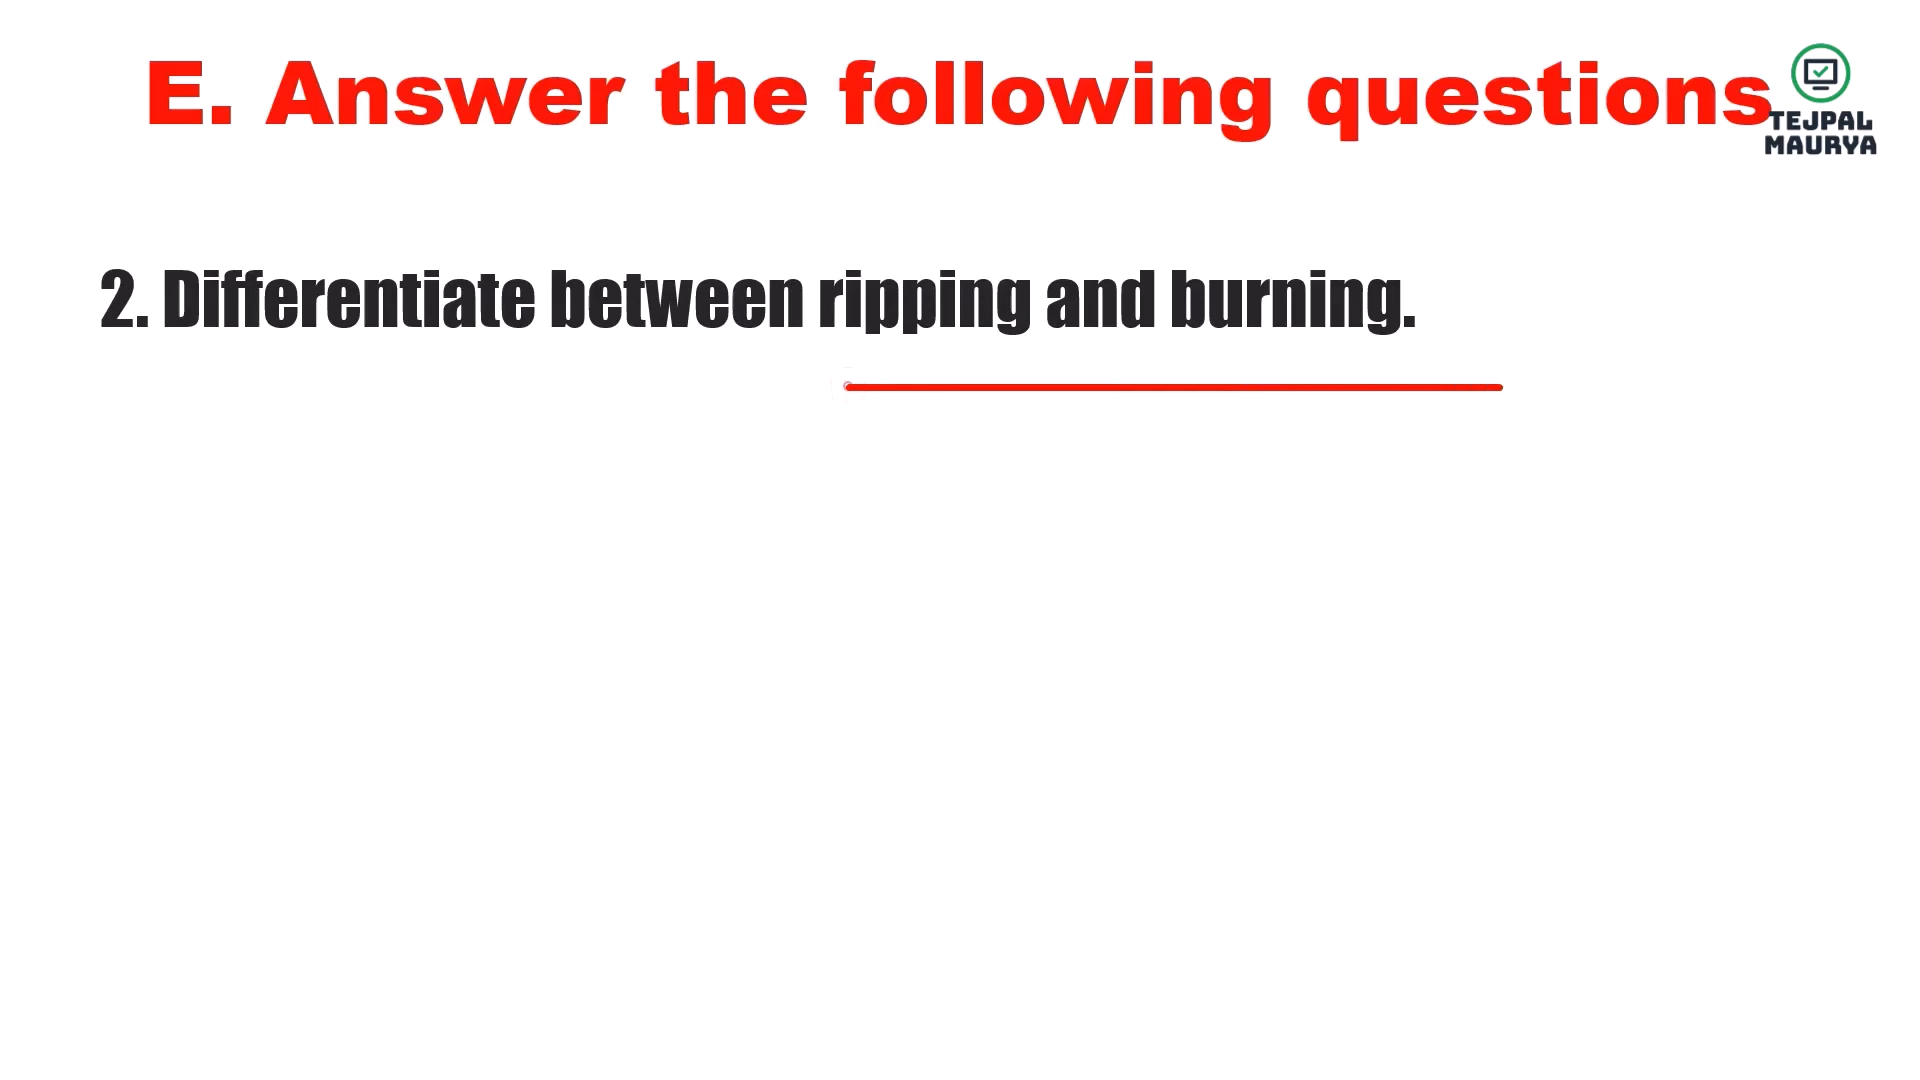 E. Answer the following questions
TEJPAL
MAURYA
2. Differentiate between ripping and burning.